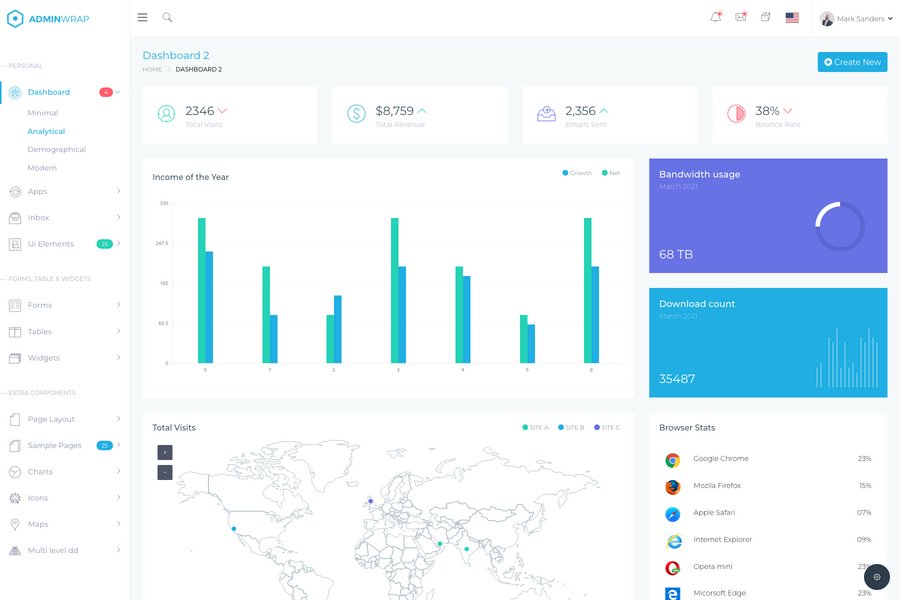 ADMINWRAP
Mark Sanders
PERSONAL
Dashboard
4
Minimal
Analytical
Demographical
Modern
Apps
Inbox
Ui Elements
25
FORMS, TABLE & WIDGETS
Forms
Tables
Widgets
EXTRA COMPONENTS
Page Layout
Sample Pages
25
Charts
Icons
Maps
Multi level dd
Dashboard 2
HOME
DASHBOARD 2
Create New
2346
Total Visits
$8,759
Total Revenue
2,356
Emails Sent
38%
Bounce Rate
Income of the Year
Growth
Net
330
247.5
165
82.5
0
0 1 2 3 4 5 6
Bandwidth usage
March 2021
68 TB
Download count
March 2021
35487
Total Visits
SITE A
SITE B
SITE C
+
-
Browser Stats
Google Chrome 23%
Mozila Firefox 15%
Apple Safari 07%
Internet Explorer 09%
Opera mini 23%
Micorsoft Edge 23%